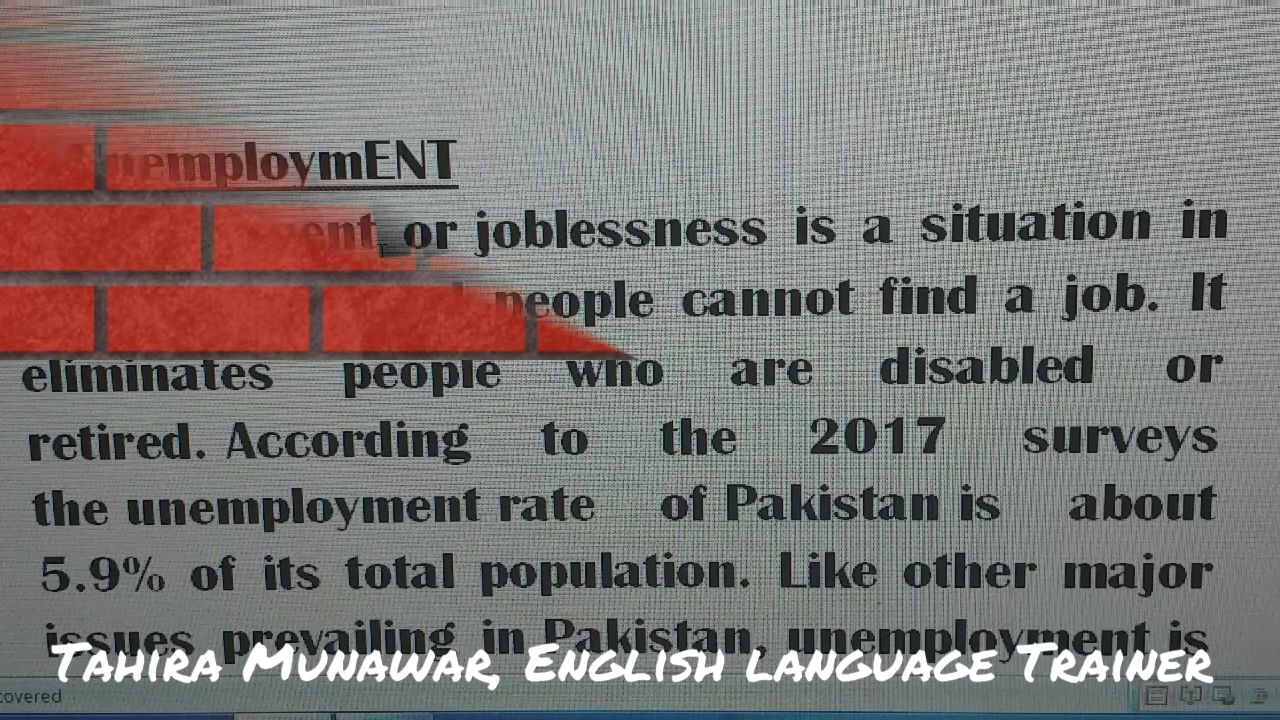 UnemploymENT
ent or joblessness is a situation in
people cannot find a job. It
eliminates people who are disabled or
retired. According to the 2017 surveys
the unemployment rate of Pakistan is about
5.9% of its total population. Like other major
issues prevailing in Pakistan, unemployment is
Tahira Munawar, English language Trainer
covered